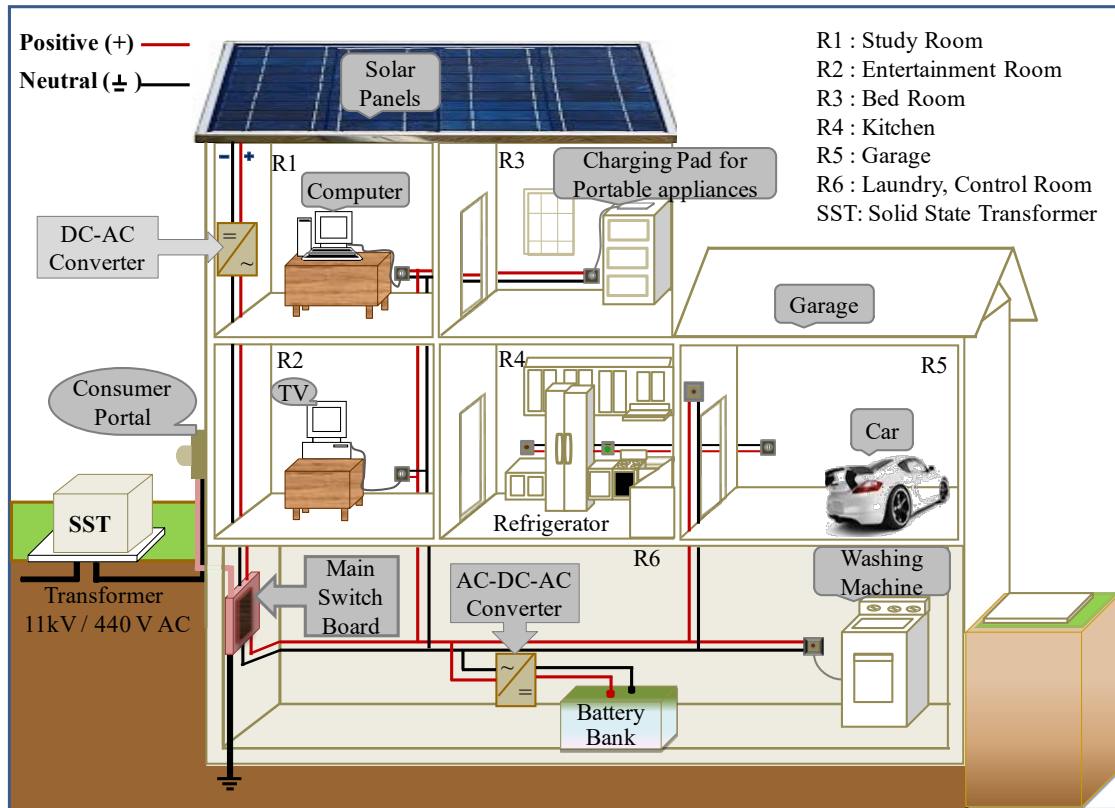 Positive (+)
Neutral (⏚)
Solar
Panels
R1 : Study Room
R2 : Entertainment Room
R3 : Bed Room
R4 : Kitchen
R5 : Garage
R6 : Laundry, Control Room
SST: Solid State Transformer
− +
R1
Computer
R3
Charging Pad for
Portable appliances
DC-AC
Converter
=
~
Garage
R2
TV
R4
R5
Consumer
Portal
Car
SST
Refrigerator
R6
Transformer
11kV / 440 V AC
Main
Switch
Board
AC-DC-AC
Converter
Washing
Machine
~
=
Battery
Bank